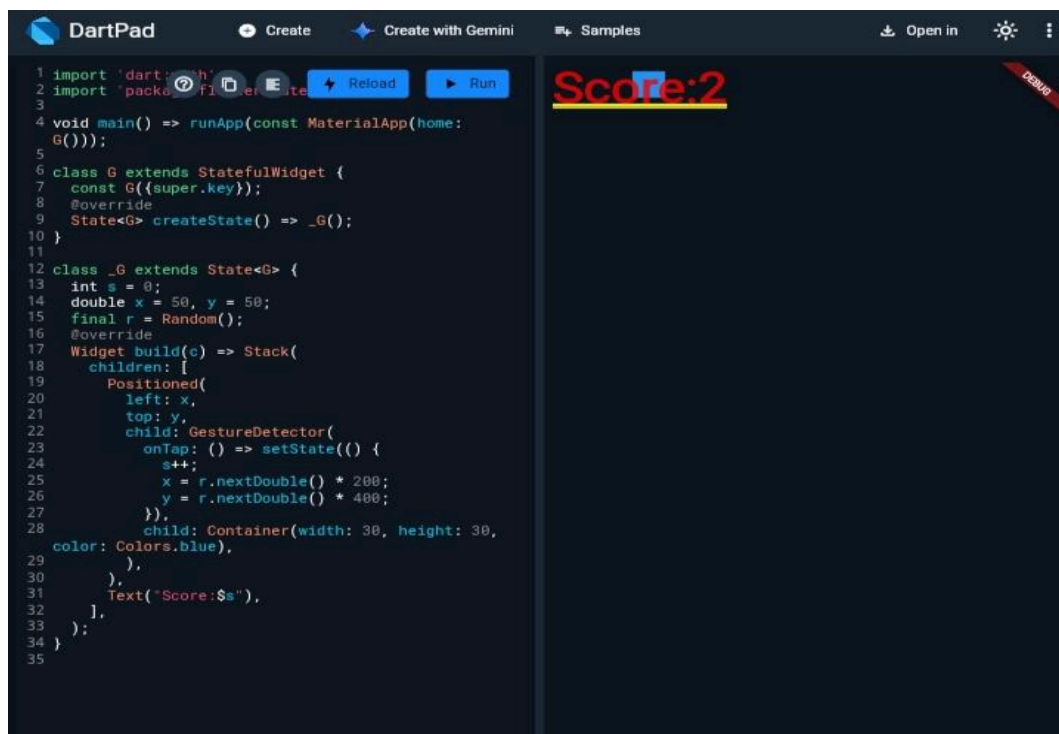 DartPad
Create
Create with Gemini
Samples
Open in
1 import 'dart:
2 import 'packa
Reload
Run
3
4 void main() => runApp(const MaterialApp(home:
G()));
5
6 class G extends StatefulWidget {
7 const G({super.key});
8 @override
9 State<G> createState() => _G();
10 }
11
12 class _G extends State<G> {
13 int s = 0;
14 double x = 50, y = 50;
15 final r = Random();
16 @override
17 Widget build(c) => Stack(
18 children: [
19 Positioned(
20 left: x,
21 top: y,
22 child: GestureDetector(
23 onTap: () => setState(() {
24 s++;
25 x = r.nextDouble() * 200;
26 y = r.nextDouble() * 400;
27 }),
28 child: Container(width: 30, height: 30,
color: Colors.blue),
29 ),
30 ),
31 Text("Score:$s"),
32 ],
33 );
34 }
35
Score:2
DEBUG